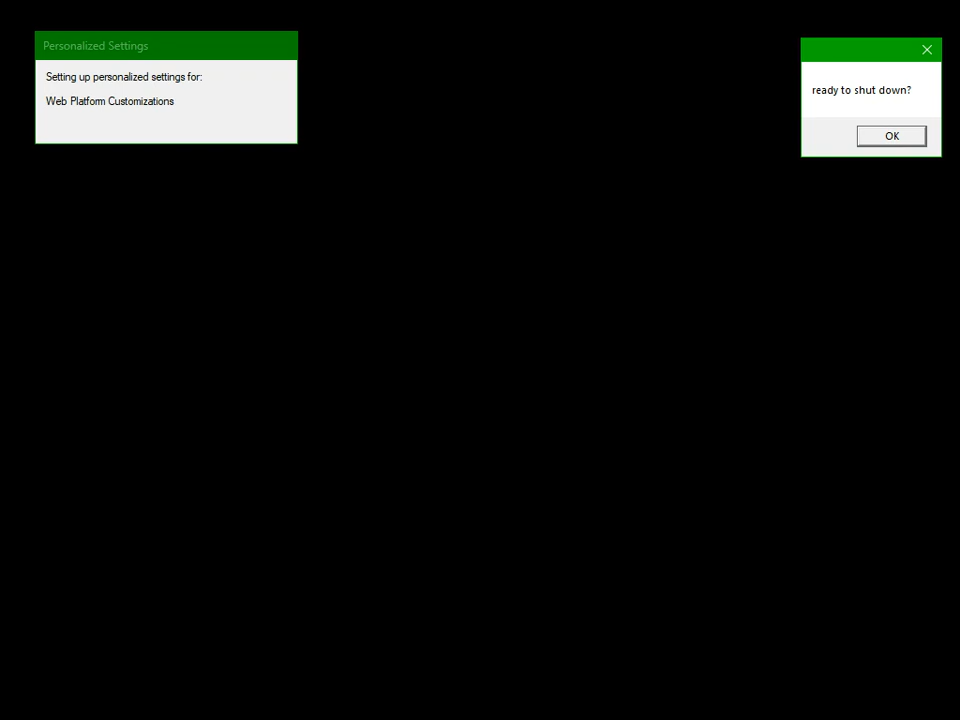 Personalized Settings
Setting up personalized settings for:
Web Platform Customizations
ready to shut down?
OK